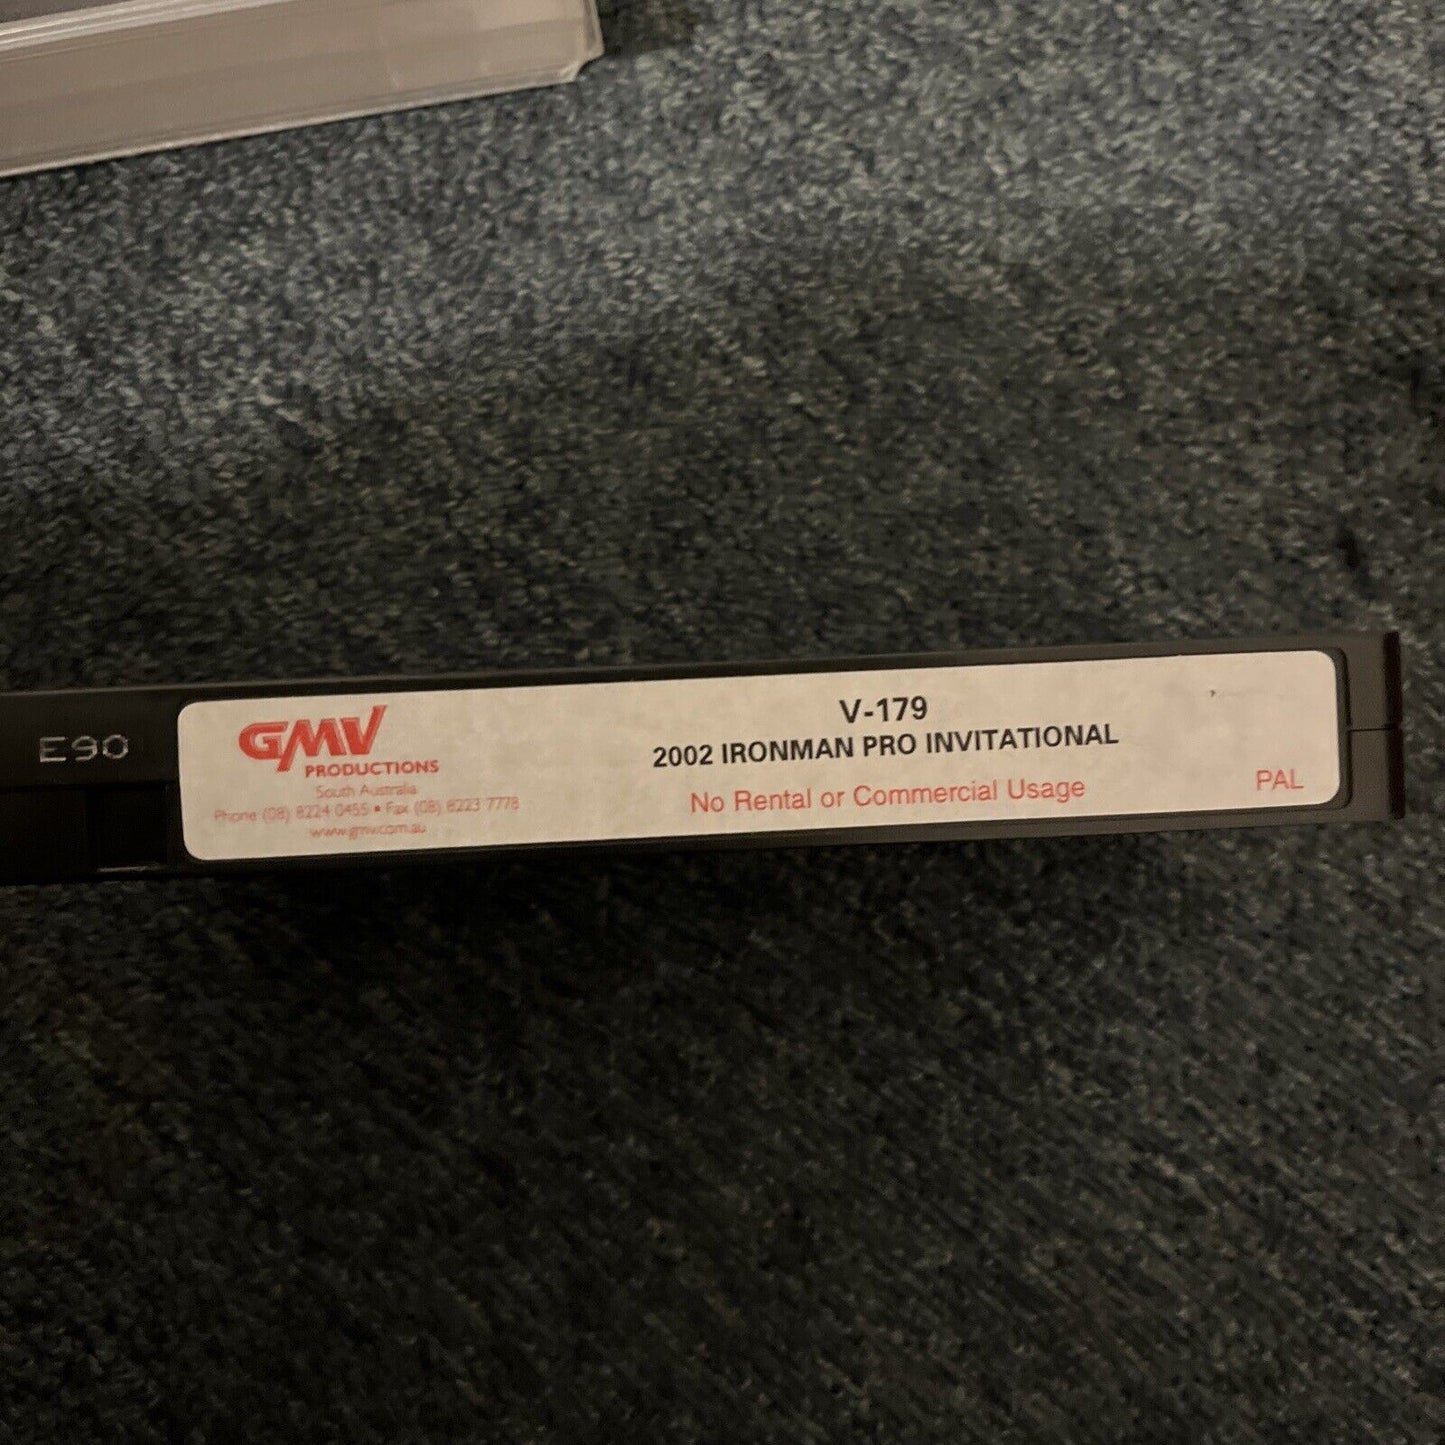 E90
GMV
PRODUCTIONS
South Australia
Phone (08) 8224 0455 • Fax (08) 8223 7778
www.gmv.com.au
V-179
2002 IRONMAN PRO INVITATIONAL
No Rental or Commercial Usage
PAL